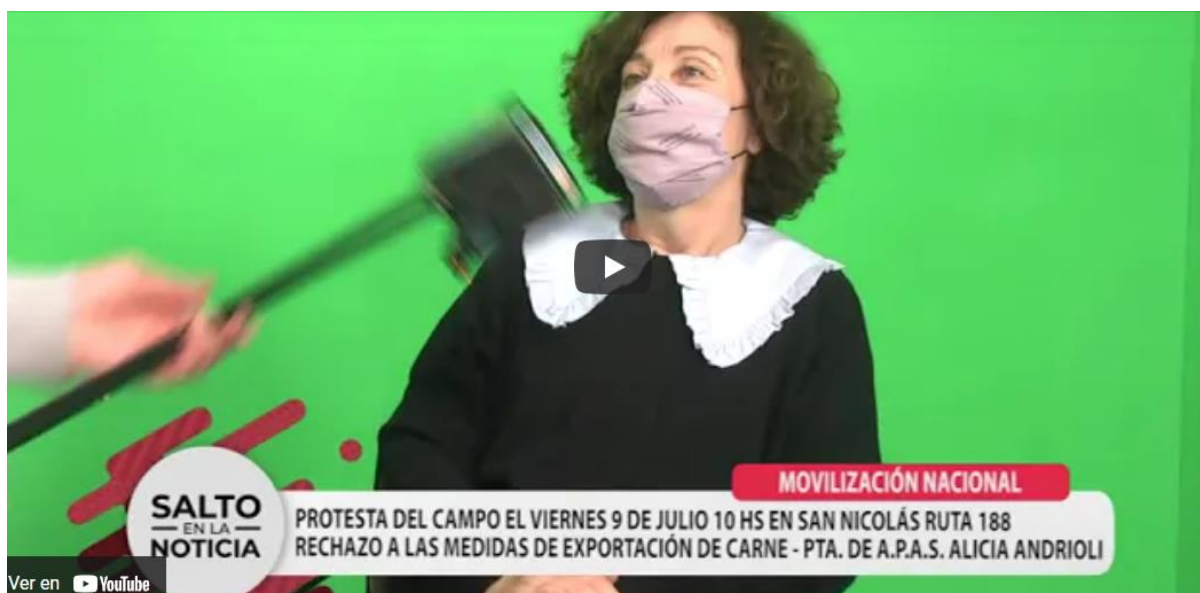 MOVILIZACIÓN NACIONAL
SALTO
EN LA
NOTICIA
PROTESTA DEL CAMPO EL VIERNES 9 DE JULIO 10 HS EN SAN NICOLÁS RUTA 188
RECHAZO A LAS MEDIDAS DE EXPORTACIÓN DE CARNE - PTA. DE A.P.A.S. ALICIA ANDRIOLI
Ver en YouTube